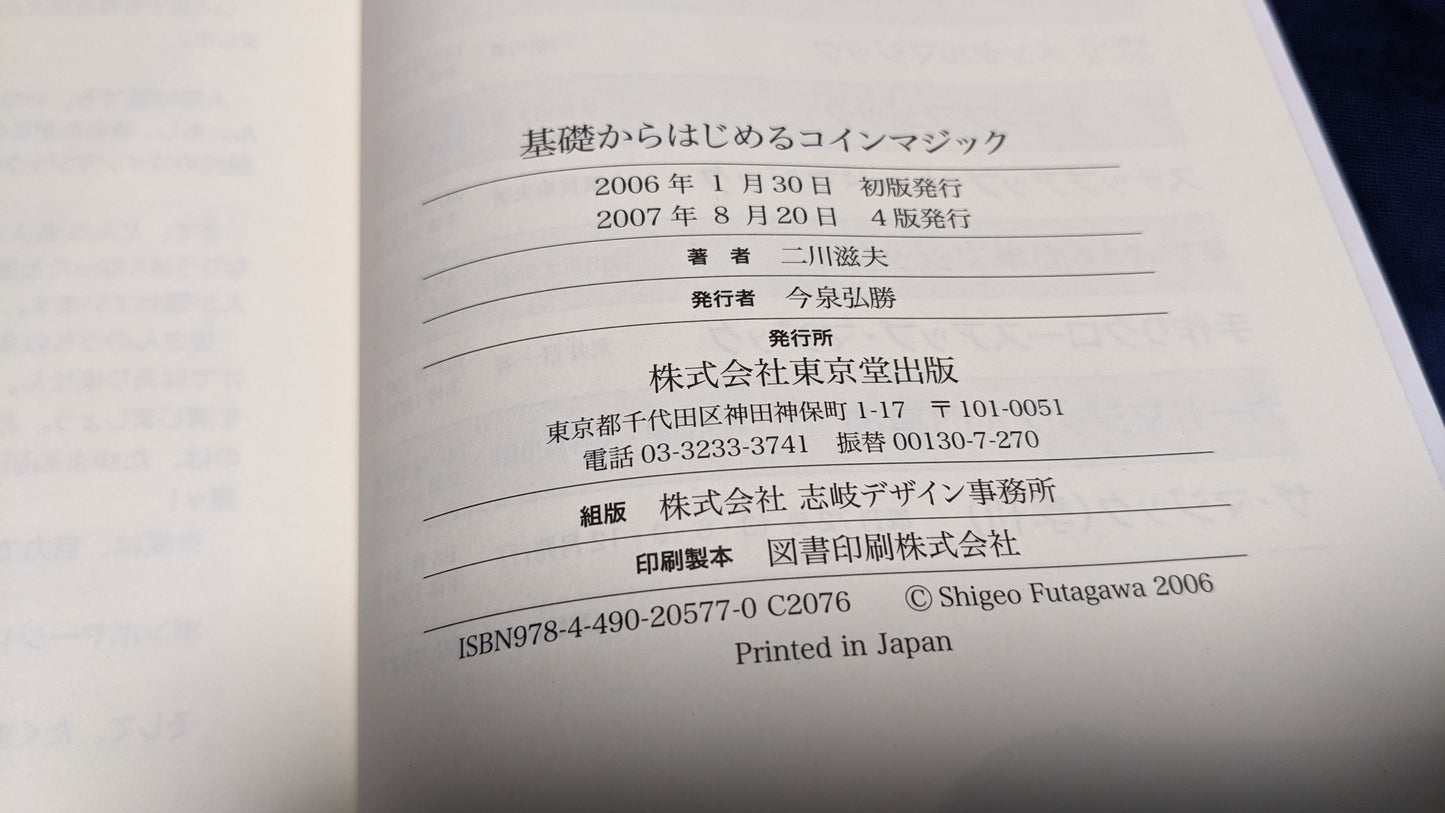 基礎からはじめるコインマジック
2006年 1 月30日 初版発行
2007年 8 月20日 4版発行
著 者 二川滋夫
発行者 今泉弘勝
発行所
株式会社東京堂出版
東京都千代田区神田神保町 1-17 〒101-0051
電話 03-3233-3741 振替 00130-7-270
組版 株式会社 志岐デザイン事務所
印刷製本 図書印刷株式会社
ISBN978-4-490-20577-0 C2076 © Shigeo Futagawa 2006
Printed in Japan